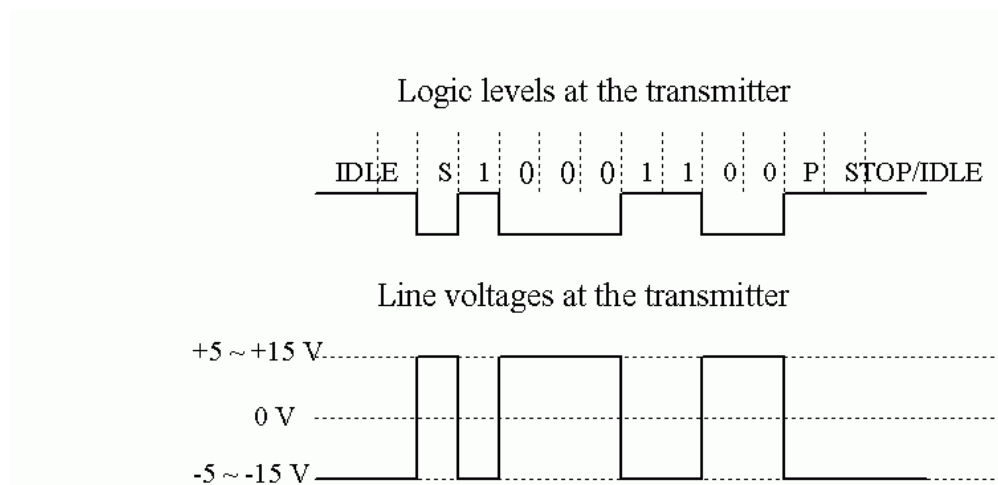 Logic levels at the transmitter
IDLE S 1 0 0 0 1 1 0 0 P STOP/IDLE
Line voltages at the transmitter
+5 ~ +15 V
0 V
-5 ~ -15 V